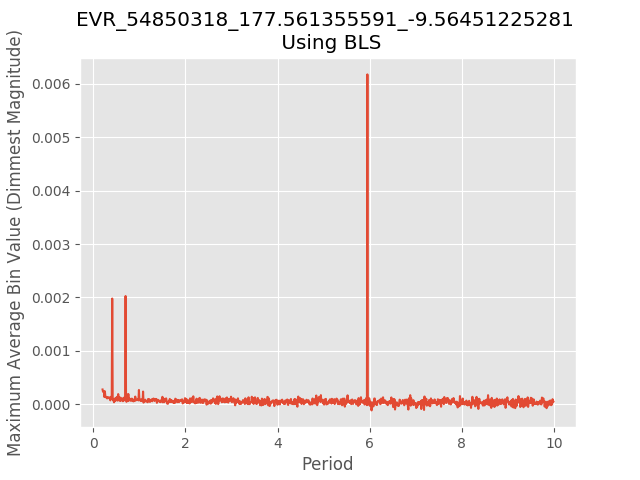 EVR_54850318_177.561355591_-9.56451225281
Using BLS
Maximum Average Bin Value (Dimmest Magnitude)
0.006
0.005
0.004
0.003
0.002
0.001
0.000
0 2 4 6 8 10
Period